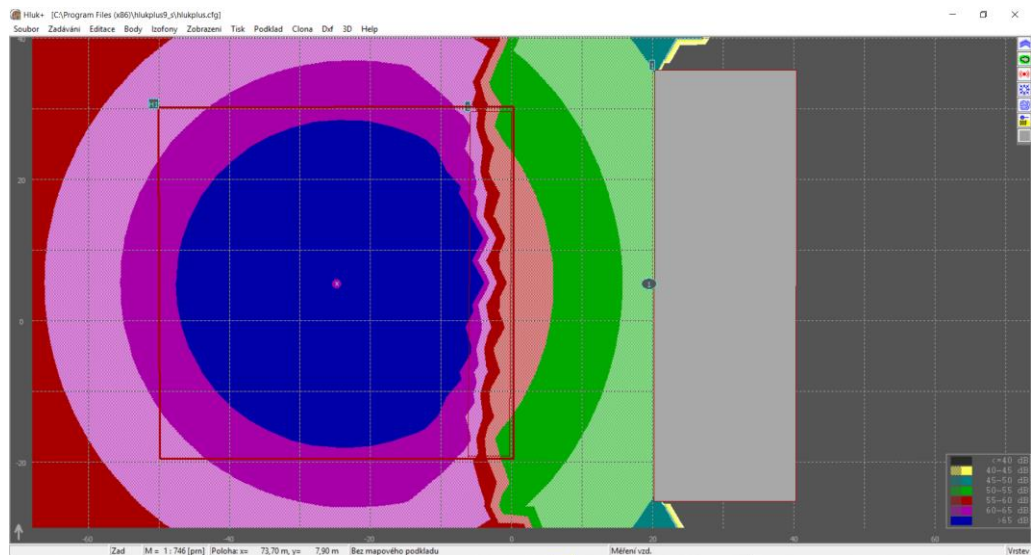 Hluk+ [C:\Program Files (x86)\hlukplus9_s\hlukplus.cfg]
Soubor Zadávání Editace Body Izofony Zobrazení Tisk Podklad Clona Dxf 3D Help
40
20
0
-20
-60
-40
-20
0
20
40
60
<=40 dB
40-45 dB
45-50 dB
50-55 dB
55-60 dB
60-65 dB
>65 dB
Zad M = 1 : 746 [prn] Poloha: x= 73,70 m, y= 7,90 m Bez mapového podkladu Měření vzd. Vrstev